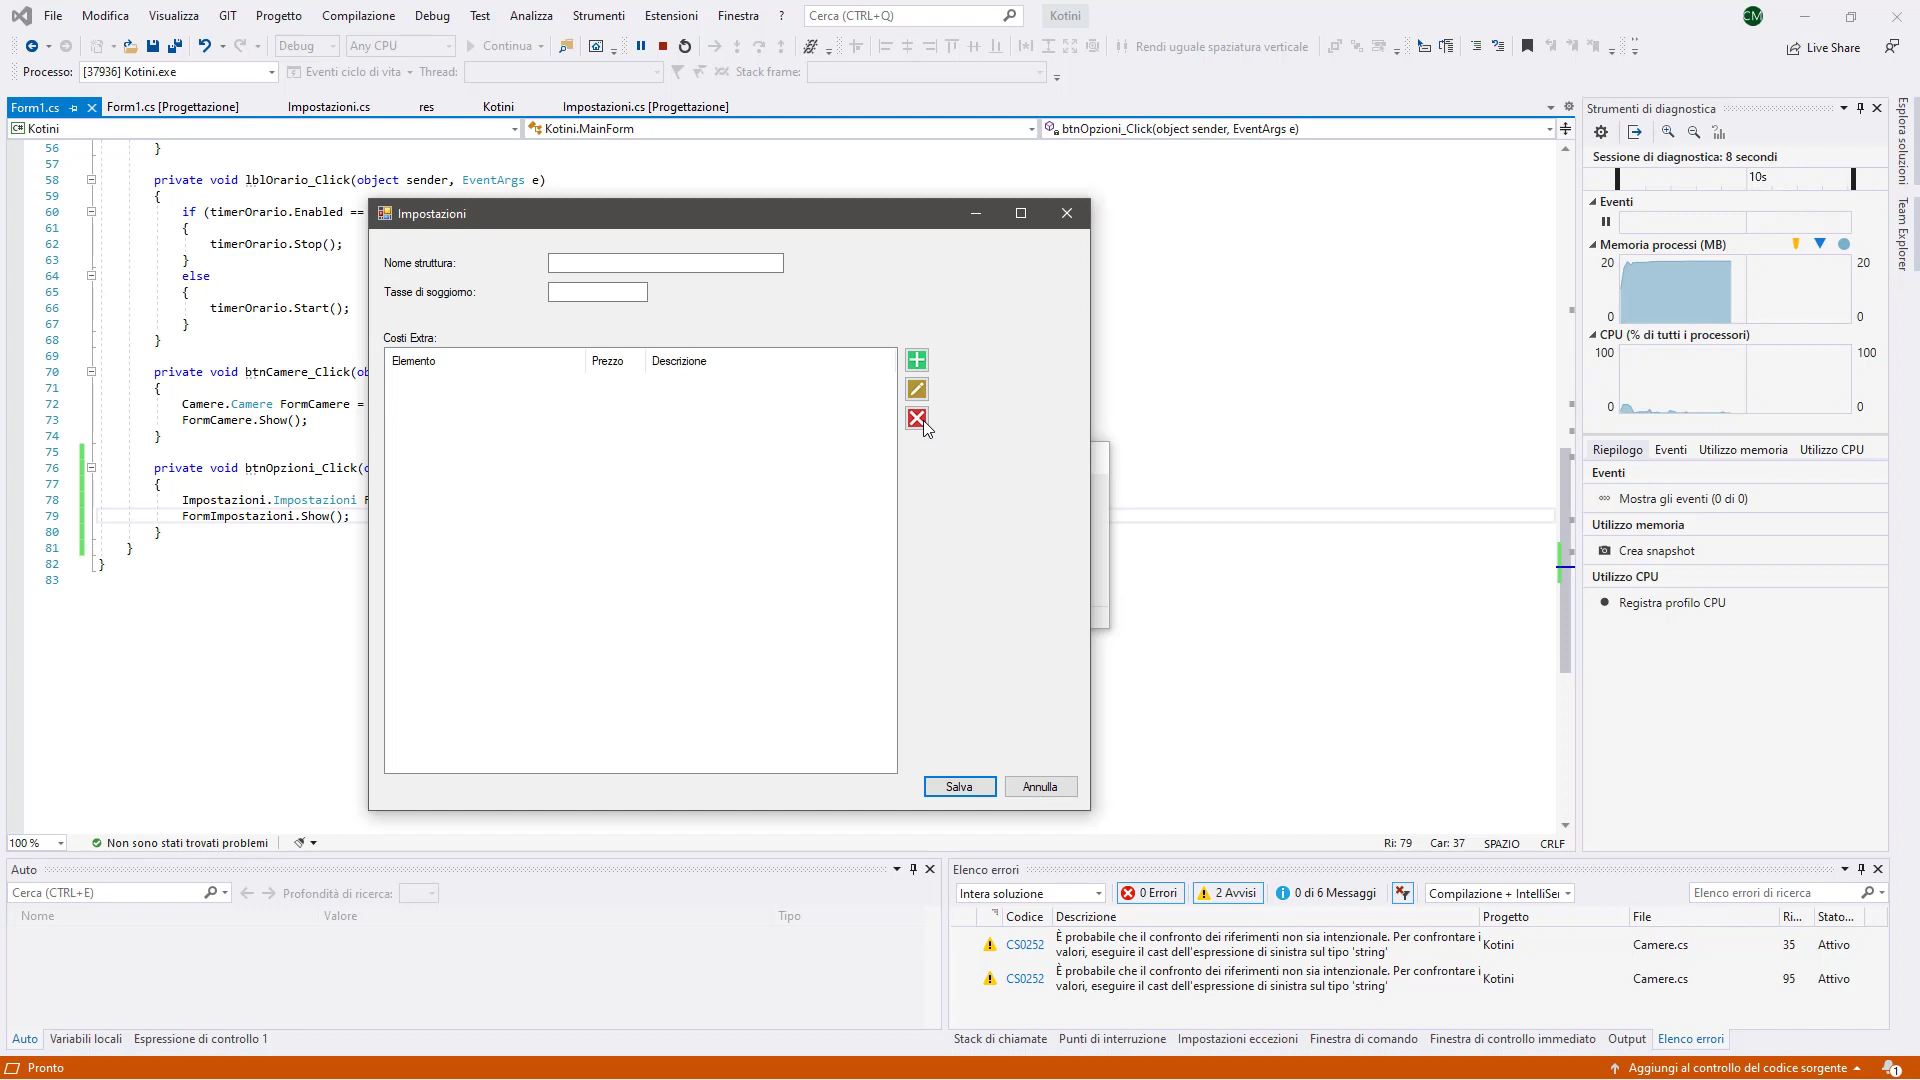 File Modifica Visualizza GIT Progetto Compilazione Debug Test Analizza Strumenti Estensioni Finestra ? Cerca (CTRL+Q) Kotini CM
Debug Any CPU Continua Rendi uguale spaziatura verticale Live Share
Processo: [37936] Kotini.exe Eventi ciclo di vita Thread: Stack frame:
Form1.cs Form1.cs [Progettazione] Impostazioni.cs res Kotini Impostazioni.cs [Progettazione]
C# Kotini Kotini.MainForm btnOpzioni_Click(object sender, EventArgs e)
56 }
57
58 private void lblOrario_Click(object sender, EventArgs e)
59 {
60 if (timerOrario.Enabled ==
61 {
62 timerOrario.Stop();
63 }
64 else
65 {
66 timerOrario.Start();
67 }
68 }
69
70 private void btnCamere_Click(ob
71 {
72 Camere.Camere FormCamere =
73 FormCamere.Show();
74 }
75
76 private void btnOpzioni_Click(
77 {
78 Impostazioni.Impostazioni F
79 FormImpostazioni.Show();
80 }
81 }
82 }
83
Impostazioni
Nome struttura:
Tasse di soggiorno:
Costi Extra:
Elemento Prezzo Descrizione
Salva Annulla
Strumenti di diagnostica
Sessione di diagnostica: 8 secondi
10s
Eventi
Memoria processi (MB)
20 20
0 0
CPU (% di tutti i processori)
100 100
0 0
Riepilogo Eventi Utilizzo memoria Utilizzo CPU
Eventi
Mostra gli eventi (0 di 0)
Utilizzo memoria
Crea snapshot
Utilizzo CPU
Registra profilo CPU
Esplora soluzioni
Team Explorer
100 % Non sono stati trovati problemi Ri: 79 Car: 37 SPAZIO CRLF
Auto
Cerca (CTRL+E) Profondità di ricerca:
Nome Valore Tipo
Auto Variabili locali Espressione di controllo 1
Elenco errori
Intera soluzione 0 Errori 2 Avvisi 0 di 6 Messaggi Compilazione + IntelliSe Elenco errori di ricerca
Codice Descrizione Progetto File Ri... Stato...
CS0252 È probabile che il confronto dei riferimenti non sia intenzionale. Per confrontare i valori, eseguire il cast dell'espressione di sinistra sul tipo 'string' Kotini Camere.cs 35 Attivo
CS0252 È probabile che il confronto dei riferimenti non sia intenzionale. Per confrontare i valori, eseguire il cast dell'espressione di sinistra sul tipo 'string' Kotini Camere.cs 95 Attivo
Stack di chiamate Punti di interruzione Impostazioni eccezioni Finestra di comando Finestra di controllo immediato Output Elenco errori
Pronto Aggiungi al controllo del codice sorgente 1